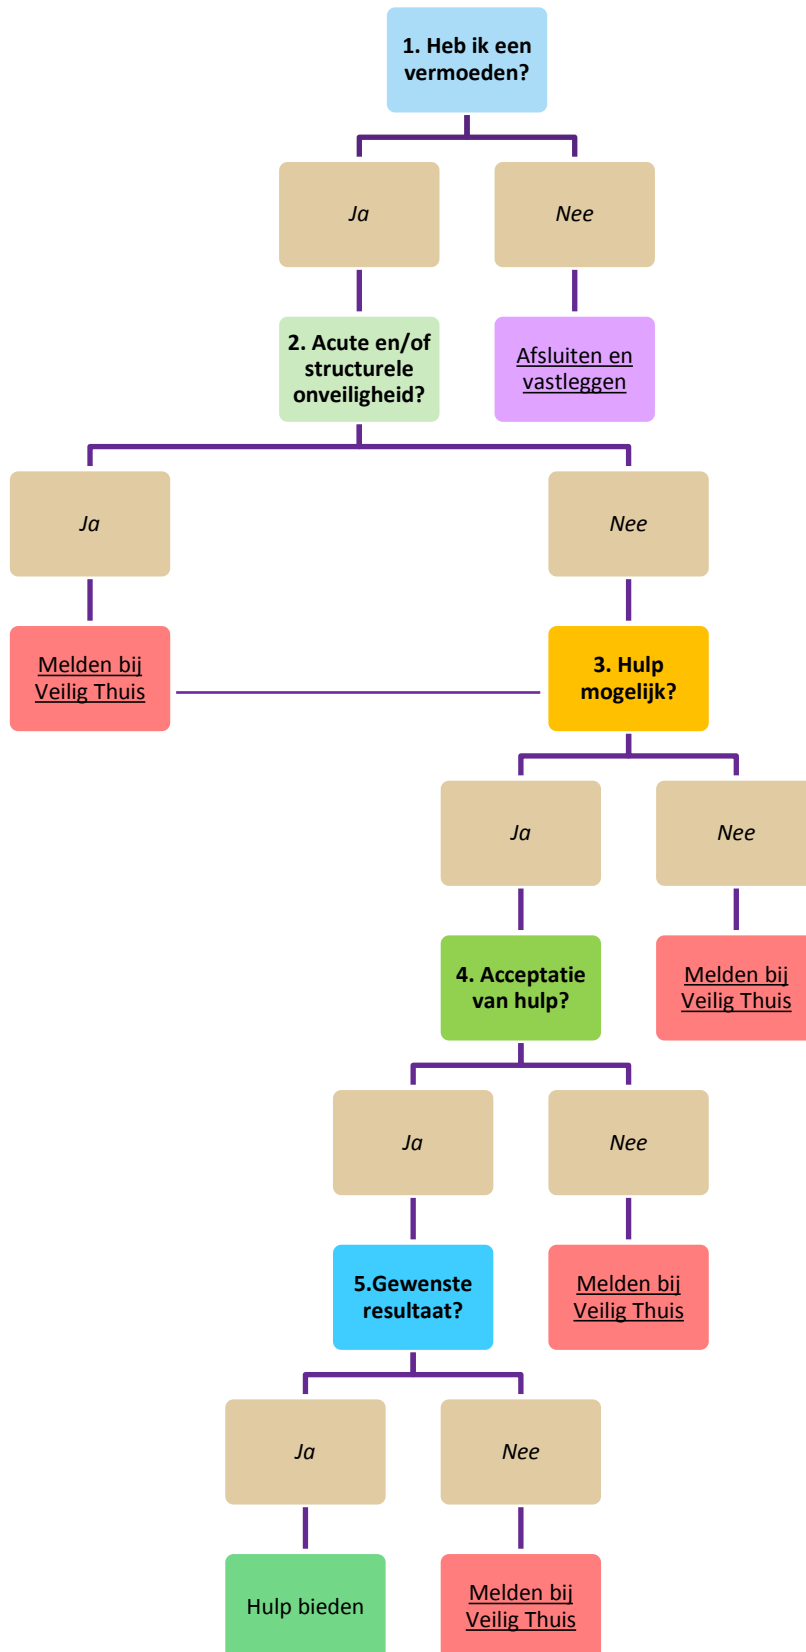 1. Heb ik een
vermoeden?
Ja
Nee
2. Acute en/of
structurele
onveiligheid?
Afsluiten en
vastleggen
Ja
Nee
Melden bij
Veilig Thuis
3. Hulp
mogelijk?
Ja
Nee
4. Acceptatie
van hulp?
Melden bij
Veilig Thuis
Ja
Nee
5.Gewenste
resultaat?
Melden bij
Veilig Thuis
Ja
Nee
Hulp bieden
Melden bij
Veilig Thuis